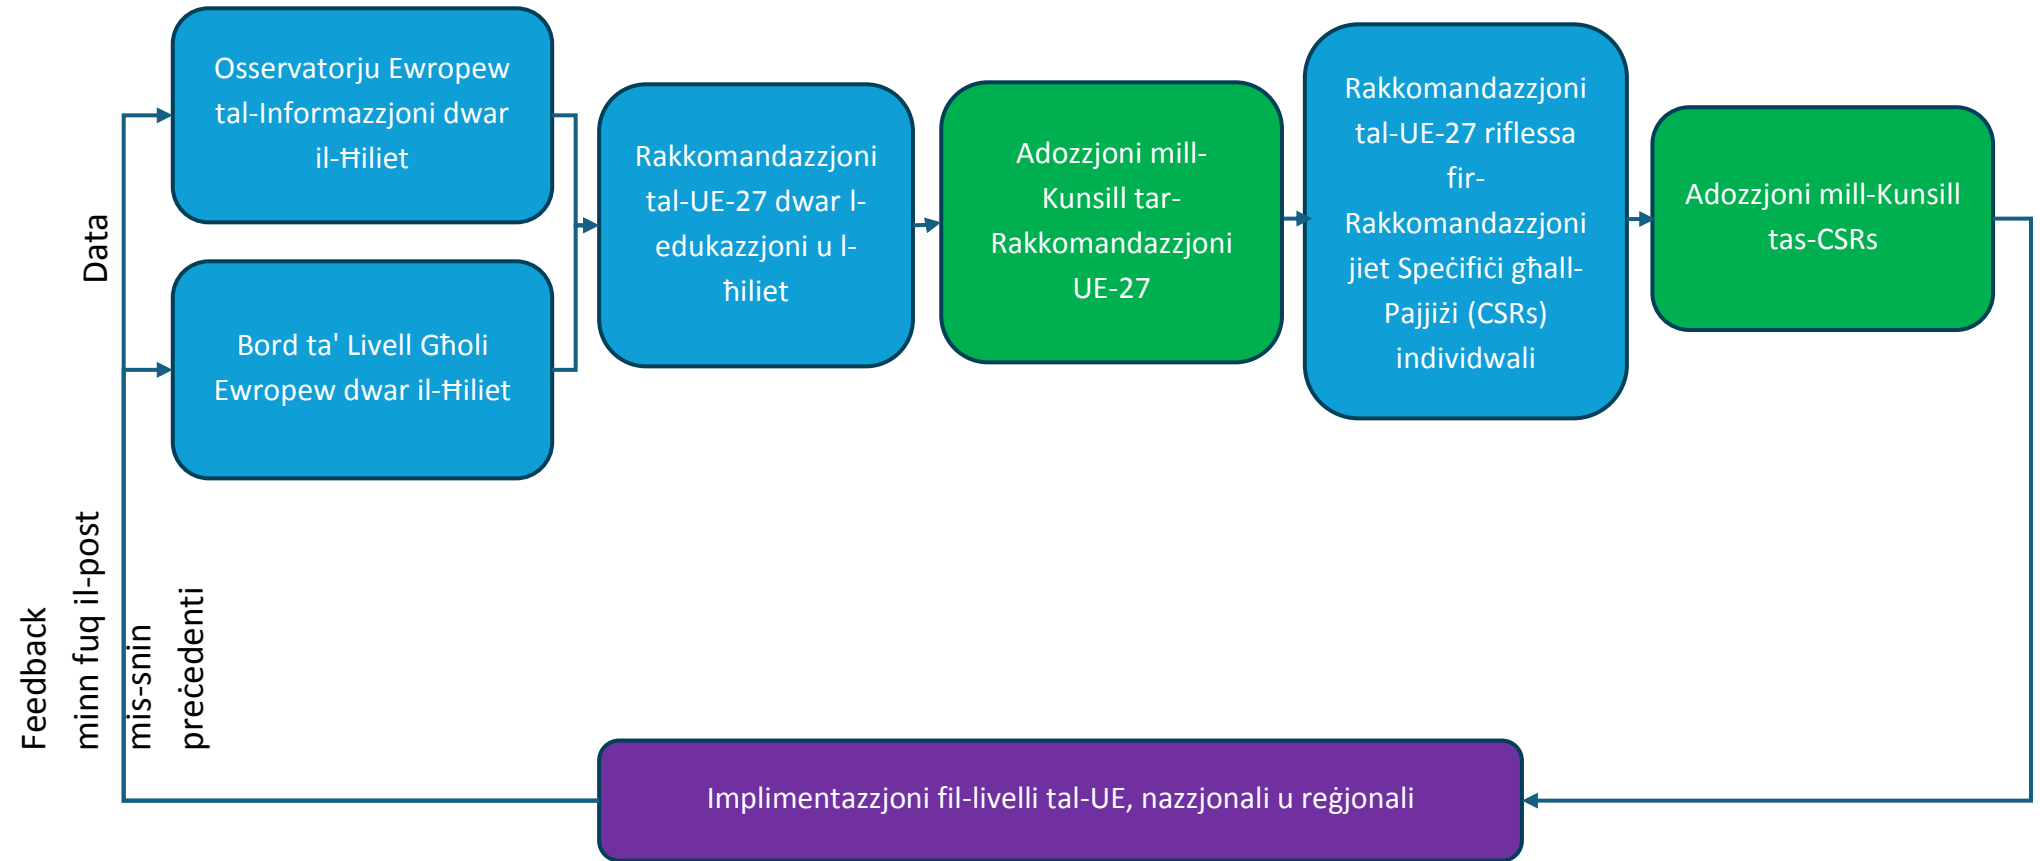 Osservatorju Ewropew
tal-Informazzjoni dwar
il-Ħiliet
Bord ta' Livell Għoli
Ewropew dwar il-Ħiliet
Rakkomandazzjoni
tal-UE-27 dwar l-
edukazzjoni u l-
ħiliet
Adozzjoni mill-
Kunsill tar-
Rakkomandazzjoni
UE-27
Rakkomandazzjoni
tal-UE-27 riflessa
fir-
Rakkomandazzjoni
jiet Speċifiċi għall-
Pajjiżi (CSRs)
individwali
Adozzjoni mill-Kunsill
tas-CSRs
Data
Feedback
minn fuq il-post
mis-snin
preċedenti
Implimentazzjoni fil-livelli tal-UE, nazzjonali u reġjonali